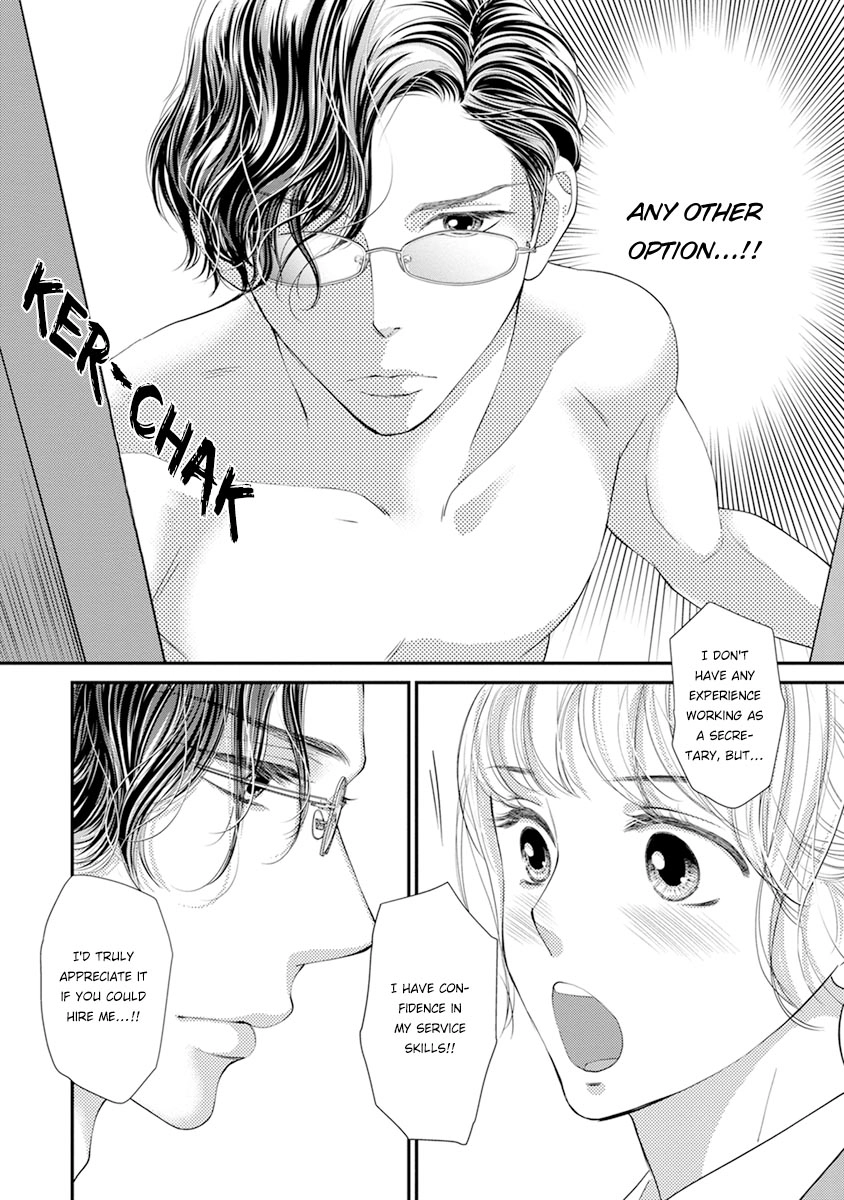 ANY OTHER
OPTION...!!
KER-CHAK
I DON'T
HAVE ANY
EXPERIENCE
WORKING AS
A SECRE-
TARY, BUT...
I HAVE CON-
FIDENCE IN
MY SERVICE
SKILLS!!
I'D TRULY
APPRECIATE IT
IF YOU COULD
HIRE ME...!!